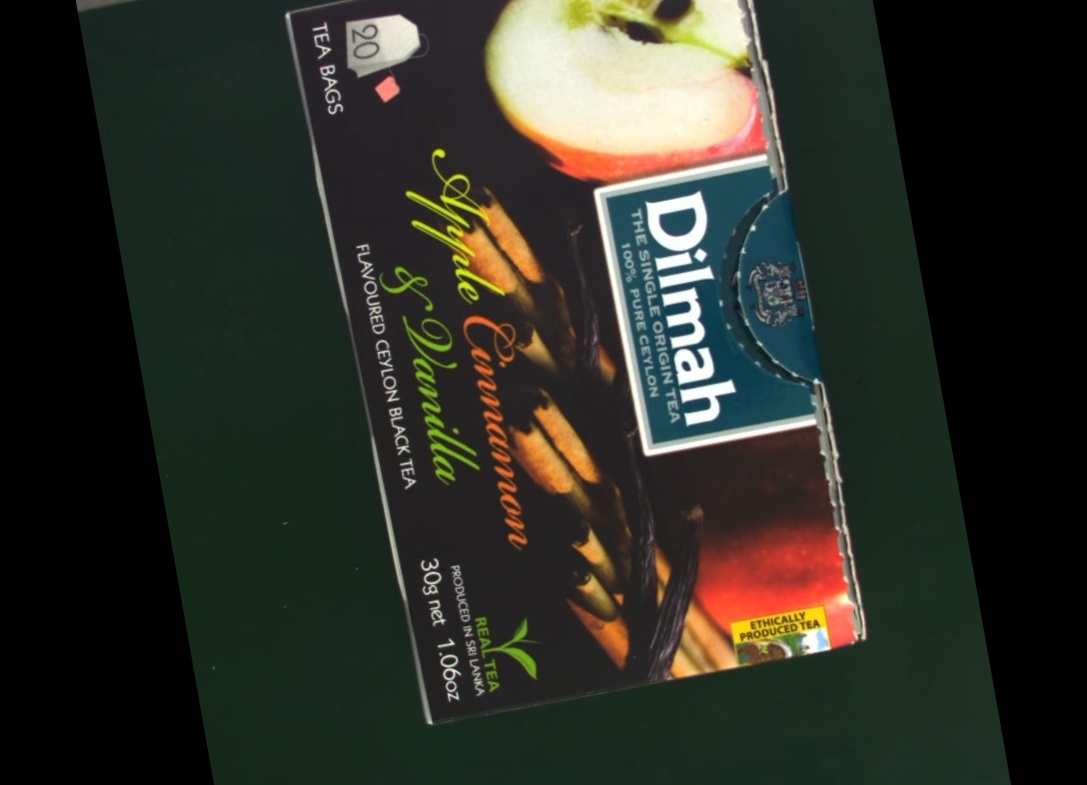 Dilmah
THE SINGLE ORIGIN TEA
100% PURE CEYLON
Apple Cinnamon
& Vanilla
FLAVOURED CEYLON BLACK TEA
20
TEA BAGS
REAL TEA
PRODUCED IN SRI LANKA
30g net 1.06oz
ETHICALLY
PRODUCED TEA